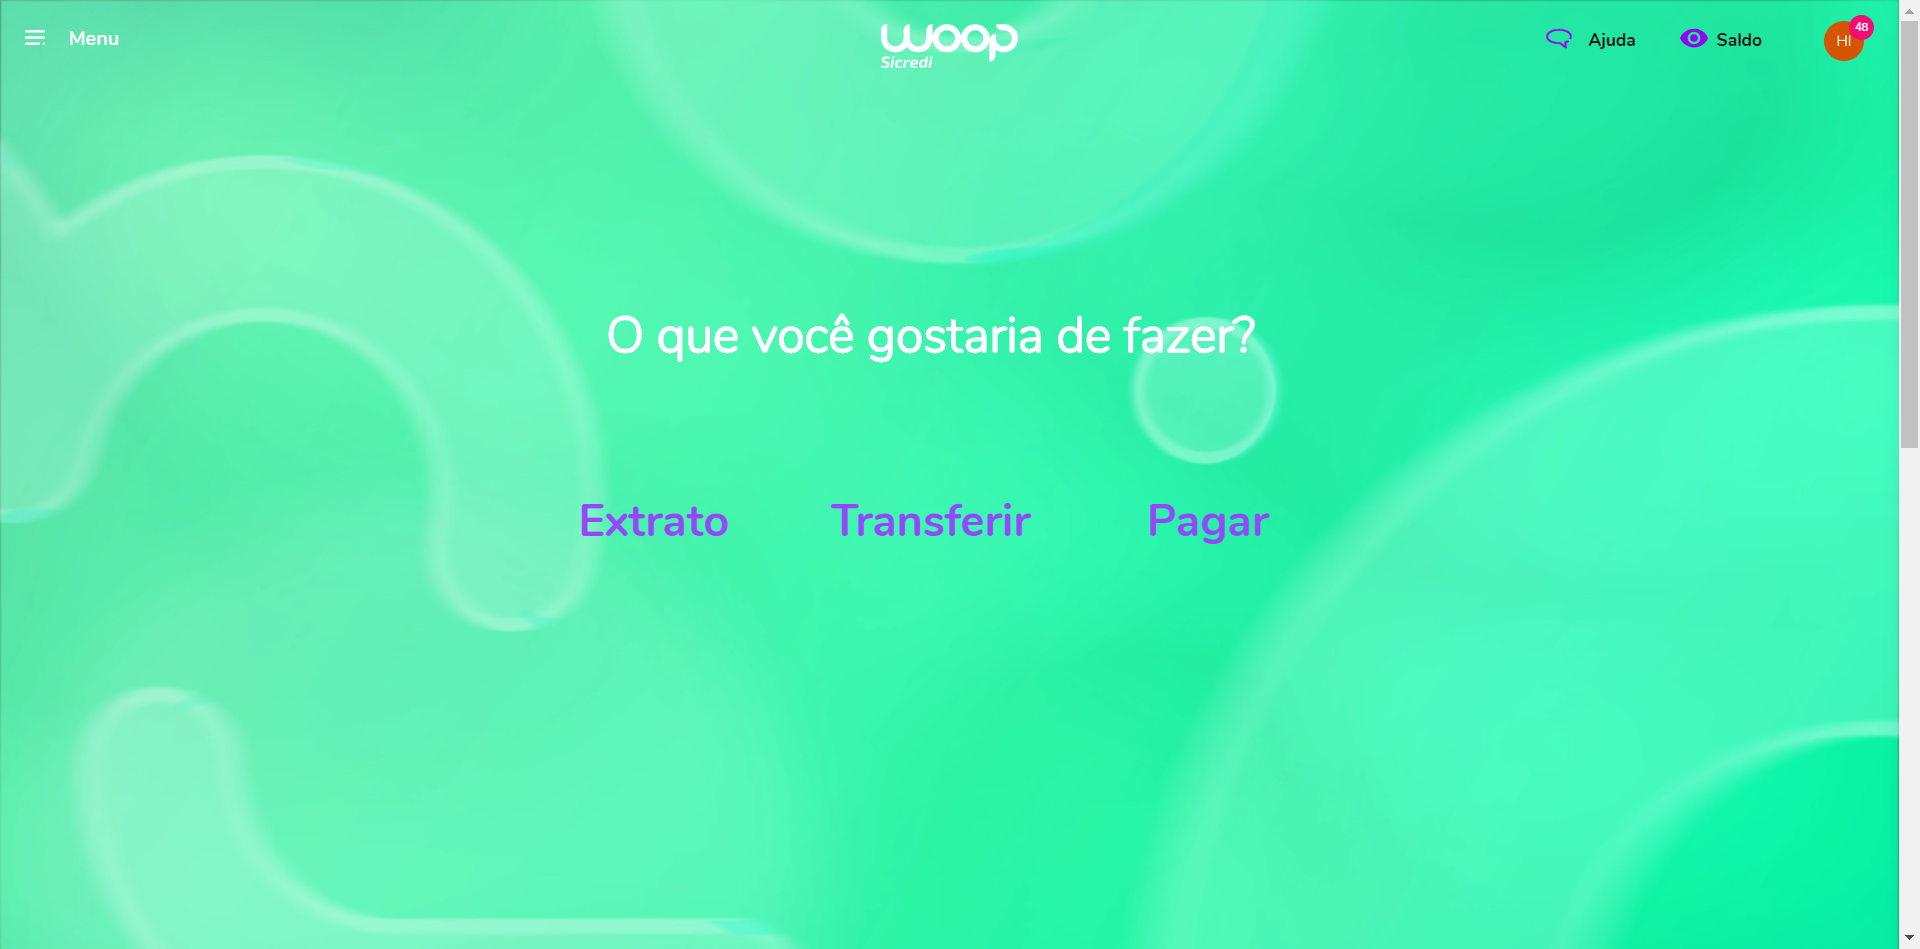 Menu
woop
Sicredi
Ajuda
Saldo
HI
48
O que você gostaria de fazer?
Extrato
Transferir
Pagar